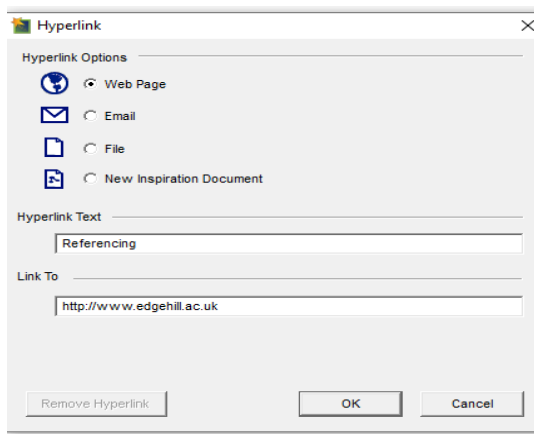 Hyperlink
Hyperlink Options
Web Page
Email
File
New Inspiration Document
Hyperlink Text
Referencing
Link To
http://www.edgehill.ac.uk
Remove Hyperlink OK Cancel